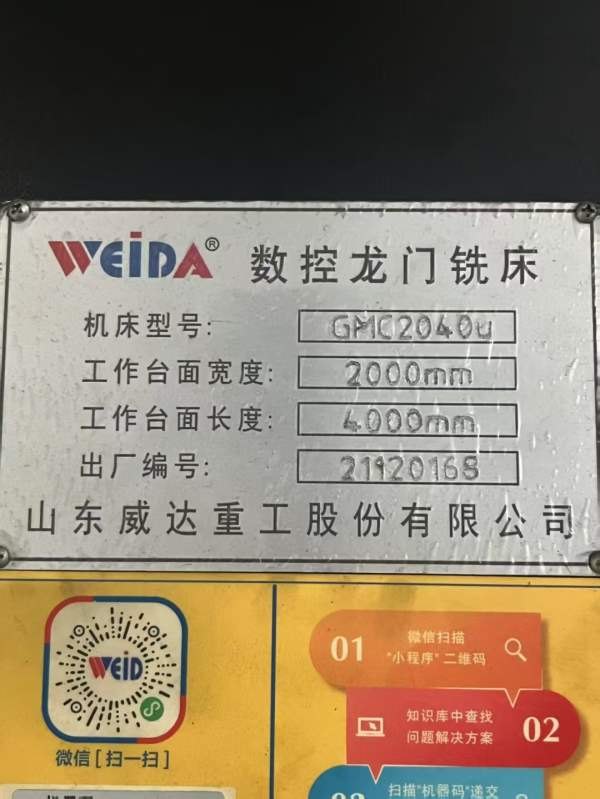 WEIDA® 数控龙门铣床
机床型号: GMC2040u
工作台面宽度: 2000mm
工作台面长度: 4000mm
出厂编号: 21120168
山东威达重工股份有限公司
WEID
微信[扫一扫]
01 微信扫描
"小程序"二维码
知识库中查找
问题解决方案 02
扫描"机器码"递交